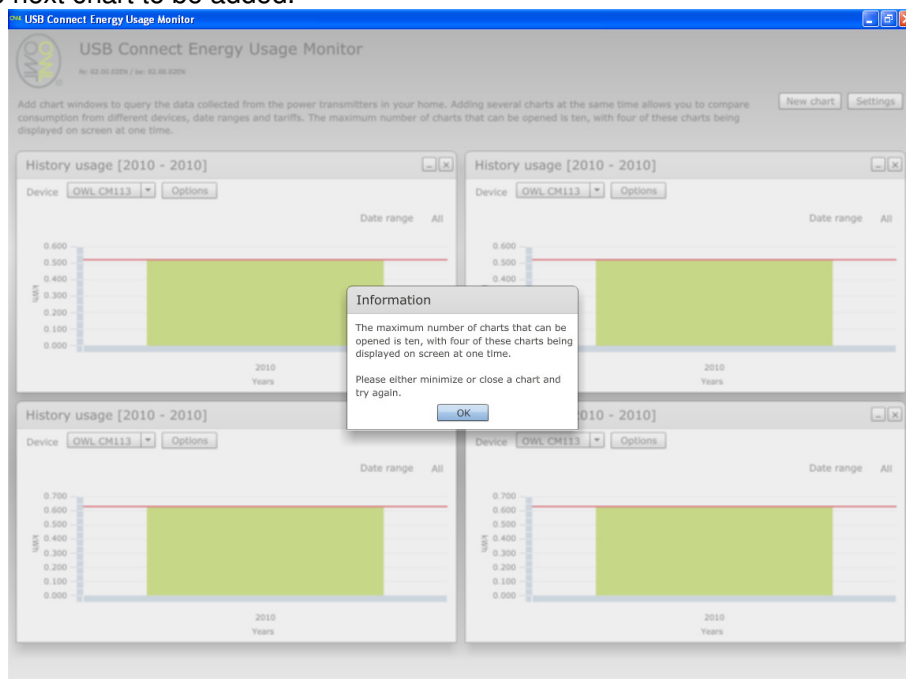 next chart to be added.
USB Connect Energy Usage Monitor
USB Connect Energy Usage Monitor
Add chart windows to query the data collected from the power transmitters in your home. Adding several charts at the same time allows you to compare
consumption from different devices, date ranges and tariffs. The maximum number of charts that can be opened is ten, with four of these charts being
displayed on screen at one time.
New chart
Settings
History usage [2010 - 2010]
Device OWL CM113 Options
Date range All
0.600
0.500
0.400
0.300
0.200
0.100
0.000
kWh
2010
Years
History usage [2010 - 2010]
Device OWL CM113 Options
Date range All
0.600
0.500
0.400
2010
Years
Information
The maximum number of charts that can be
opened is ten, with four of these charts being
displayed on screen at one time.
Please either minimize or close a chart and
try again.
OK
History usage [2010 - 2010]
Device OWL CM113 Options
Date range All
0.700
0.600
0.500
0.400
0.300
0.200
0.100
0.000
kWh
2010
Years
2010 - 2010]
Device OWL CM113 Options
Date range All
0.700
0.600
0.500
0.400
0.300
0.200
0.100
0.000
kWh
2010
Years